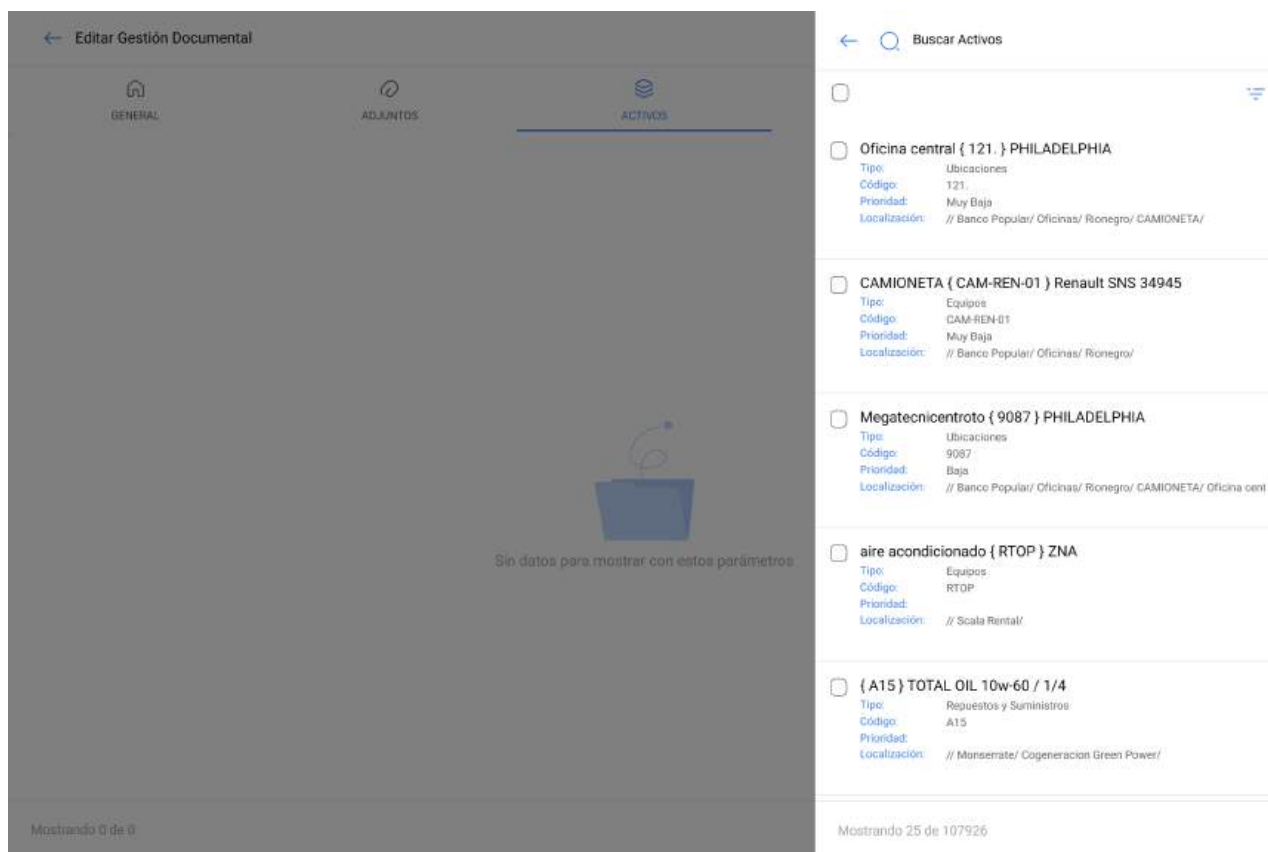 Editar Gestión Documental
GENERAL
ADJUNTOS
ACTIVOS
Sin datos para mostrar con estos parámetros
Mostrando 0 de 0
Buscar Activos
Oficina central { 121. } PHILADELPHIA
Tipo: Ubicaciones
Código: 121.
Prioridad: Muy Baja
Localización: // Banco Popular/ Oficinas/ Rionegro/ CAMIONETA/
CAMIONETA { CAM-REN-01 } Renault SNS 34945
Tipo: Equipos
Código: CAM-REN-01
Prioridad: Muy Baja
Localización: // Banco Popular/ Oficinas/ Rionegro/
Megatecnicentroto { 9087 } PHILADELPHIA
Tipo: Ubicaciones
Código: 9087
Prioridad: Baja
Localización: // Banco Popular/ Oficinas/ Rionegro/ CAMIONETA/ Oficina cent
aire acondicionado { RTOP } ZNA
Tipo: Equipos
Código: RTOP
Prioridad:
Localización: // Scala Rental/
{ A15 } TOTAL OIL 10w-60 / 1/4
Tipo: Repuestos y Suministros
Código: A15
Prioridad:
Localización: // Monserrate/ Cogeneracion Green Power/
Mostrando 25 de 107926